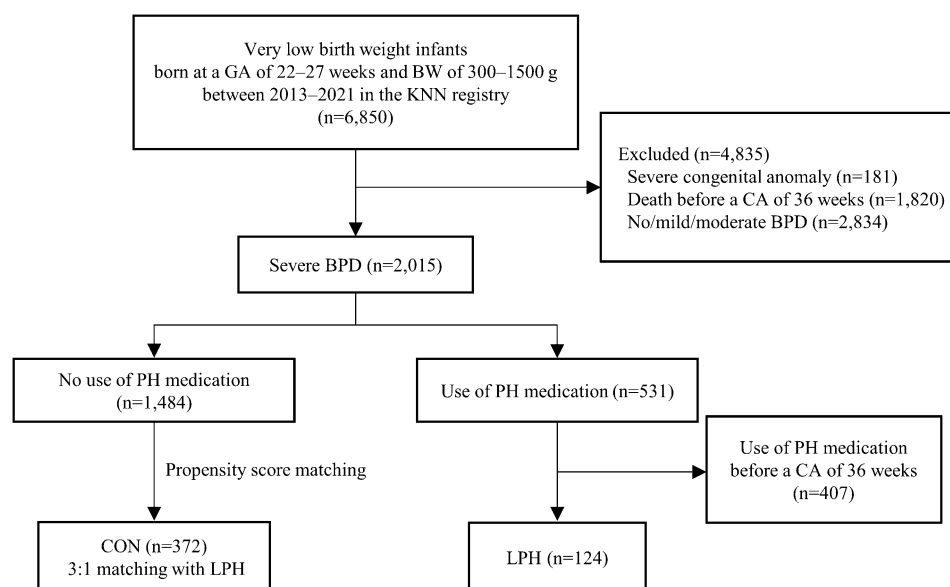 Very low birth weight infants
born at a GA of 22–27 weeks and BW of 300–1500 g
between 2013–2021 in the KNN registry
(n=6,850)
Excluded (n=4,835)
Severe congenital anomaly (n=181)
Death before a CA of 36 weeks (n=1,820)
No/mild/moderate BPD (n=2,834)
Severe BPD (n=2,015)
No use of PH medication
(n=1,484)
Use of PH medication (n=531)
Use of PH medication
before a CA of 36 weeks
(n=407)
Propensity score matching
CON (n=372)
3:1 matching with LPH
LPH (n=124)